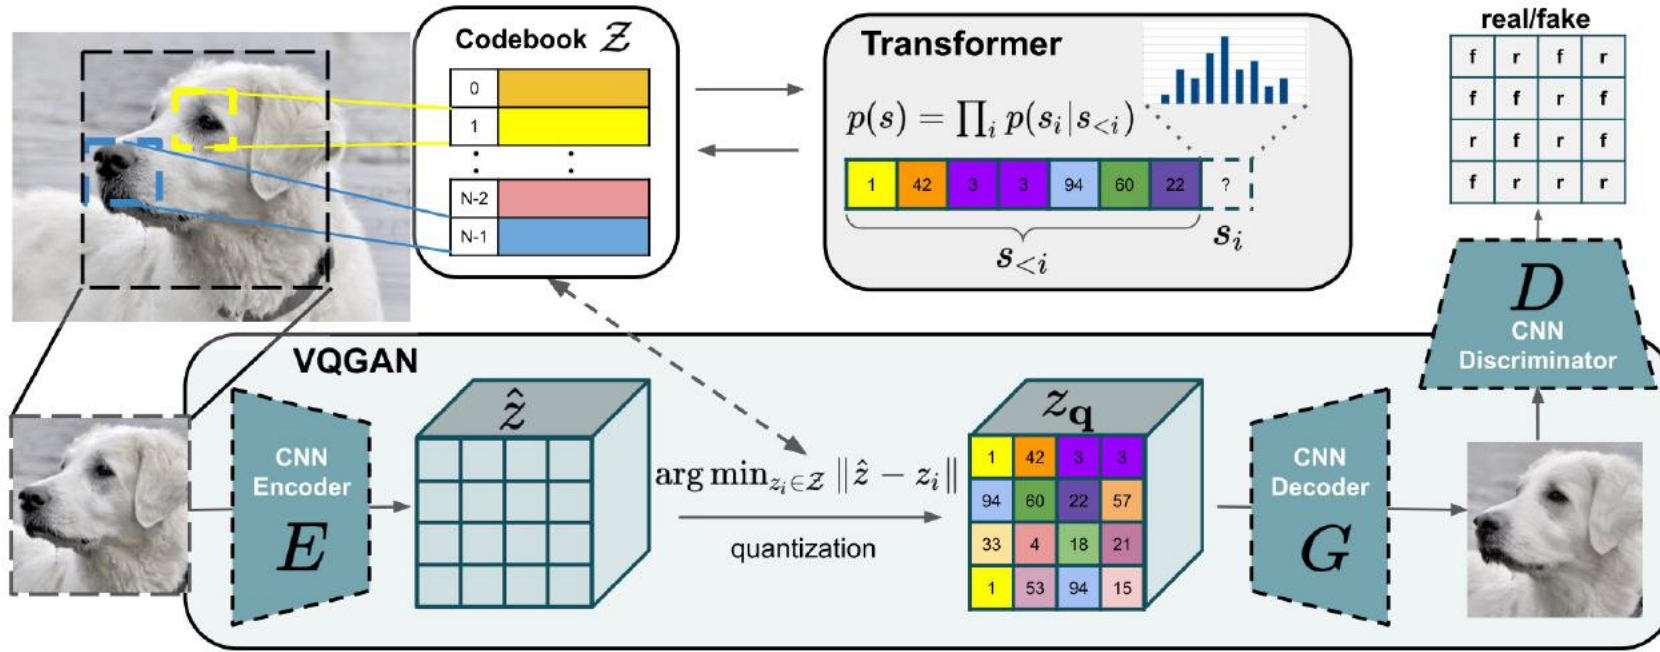 Codebook 𝒵
0
1
N-2
N-1
Transformer
p(s) = ∏ᵢ p(sᵢ|s<ᵢ)
1 42 3 3 94 60 22 ?
s<ᵢ
sᵢ
real/fake
f r f r
f f r f
r f r f
f r r r
D
CNN
Discriminator
VQGAN
CNN
Encoder
E
ẑ
arg min_{zᵢ∈𝒵} ‖ẑ − zᵢ‖
quantization
z_q
1 42 3 3
94 60 22 57
33 4 18 21
1 53 94 15
CNN
Decoder
G